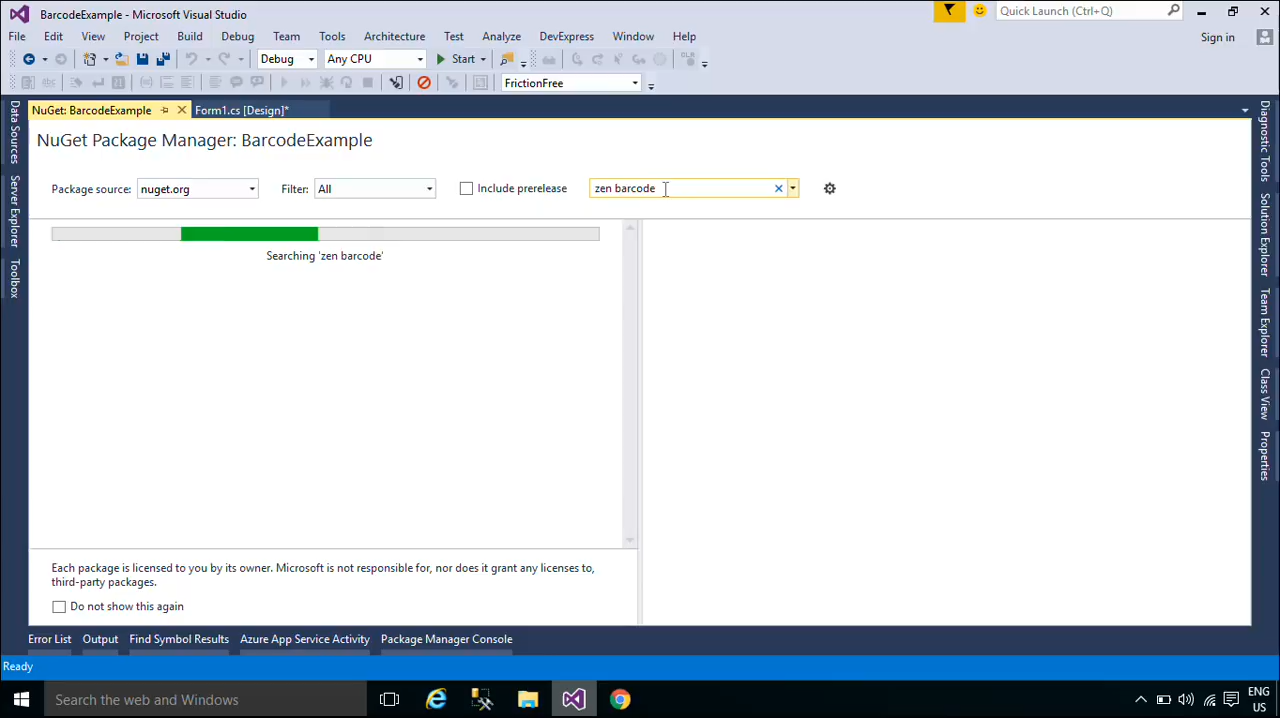 BarcodeExample - Microsoft Visual Studio
Quick Launch (Ctrl+Q)
File Edit View Project Build Debug Team Tools Architecture Test Analyze DevExpress Window Help
Sign in
Debug Any CPU Start
FrictionFree
NuGet: BarcodeExample Form1.cs [Design]*
NuGet Package Manager: BarcodeExample
Package source: nuget.org Filter: All Include prerelease zen barcode
Searching 'zen barcode'
Each package is licensed to you by its owner. Microsoft is not responsible for, nor does it grant any licenses to,
third-party packages.
Do not show this again
Data Sources
Server Explorer
Toolbox
Diagnostic Tools
Solution Explorer
Team Explorer
Class View
Properties
Error List Output Find Symbol Results Azure App Service Activity Package Manager Console
Ready
Search the web and Windows
ENG
US